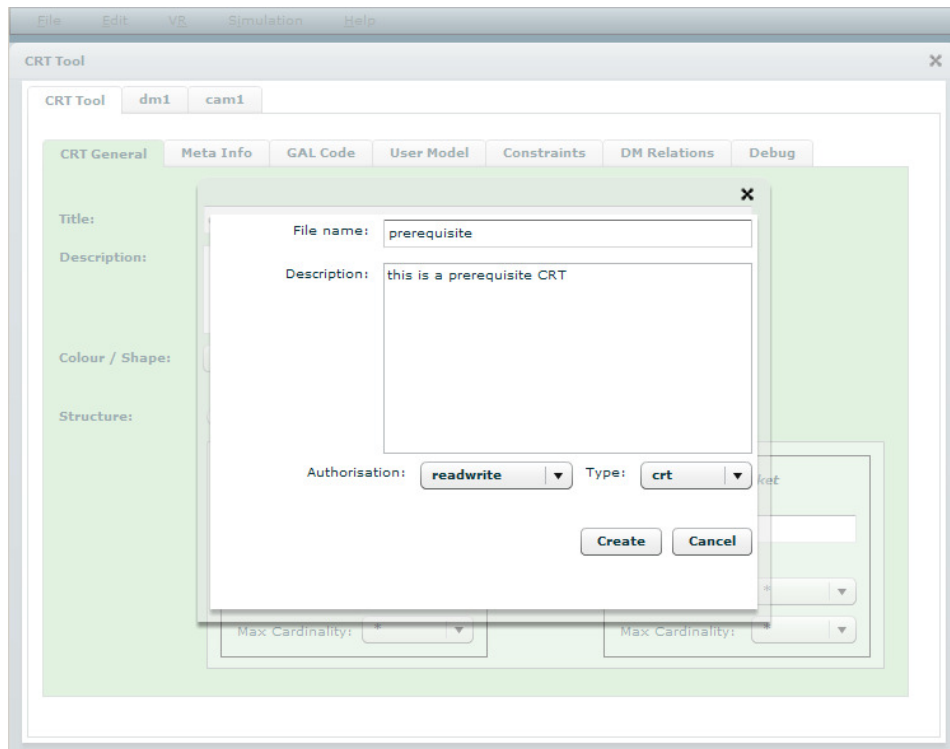 File Edit VR Simulation Help
CRT Tool
CRT Tool dm1 cam1
CRT General Meta Info GAL Code User Model Constraints DM Relations Debug
Title:
File name: prerequisite
Description:
Description: this is a prerequisite CRT
Colour / Shape:
Structure:
Authorisation: readwrite Type: crt
Create Cancel
*
Max Cardinality: * Max Cardinality: *